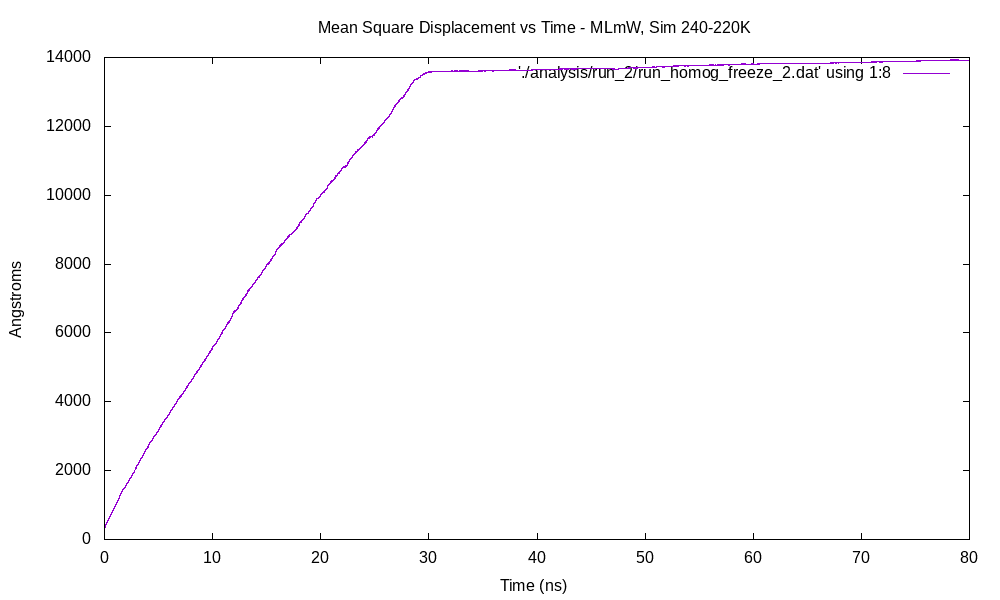 Mean Square Displacement vs Time - MLmW, Sim 240-220K
14000
'./analysis/run_2/run_homog_freeze_2.dat' using 1:8
12000
10000
8000
6000
4000
2000
0
Angstroms
0 10 20 30 40 50 60 70 80
Time (ns)